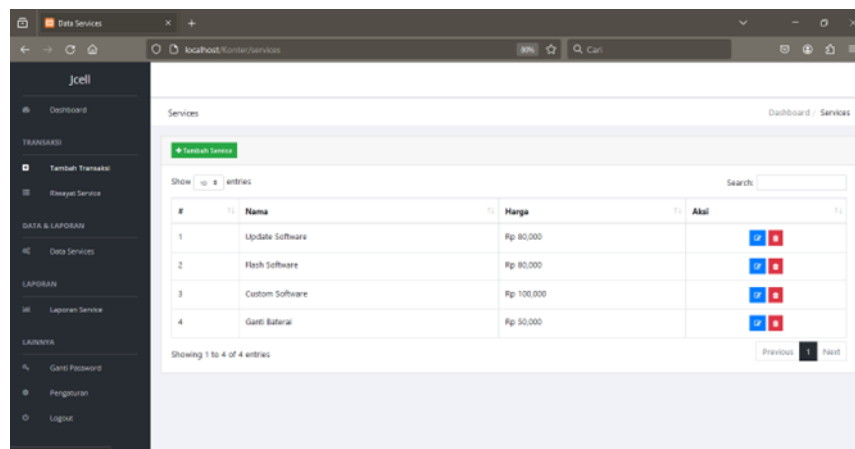 Data Services
localhost/Konter/services
80%
Cari
Jcell
Dashboard
TRANSAKSI
Tambah Transaksi
Riwayat Service
DATA & LAPORAN
Data Services
LAPORAN
Laporan Service
LAINNYA
Ganti Password
Pengaturan
Logout
Services
Dashboard / Services
Tambah Service
Show 10 entries
Search:
# Nama Harga Aksi
1 Update Software Rp 80,000
2 Flash Software Rp 80,000
3 Custom Software Rp 100,000
4 Ganti Baterai Rp 50,000
Showing 1 to 4 of 4 entries
Previous 1 Next